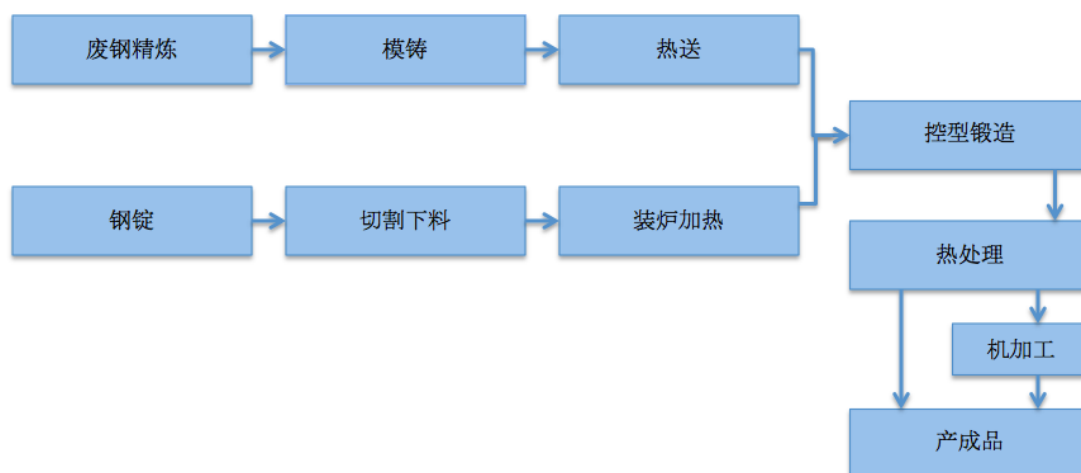 废钢精炼
模铸
热送
控型锻造
钢锭
切割下料
装炉加热
热处理
机加工
产成品